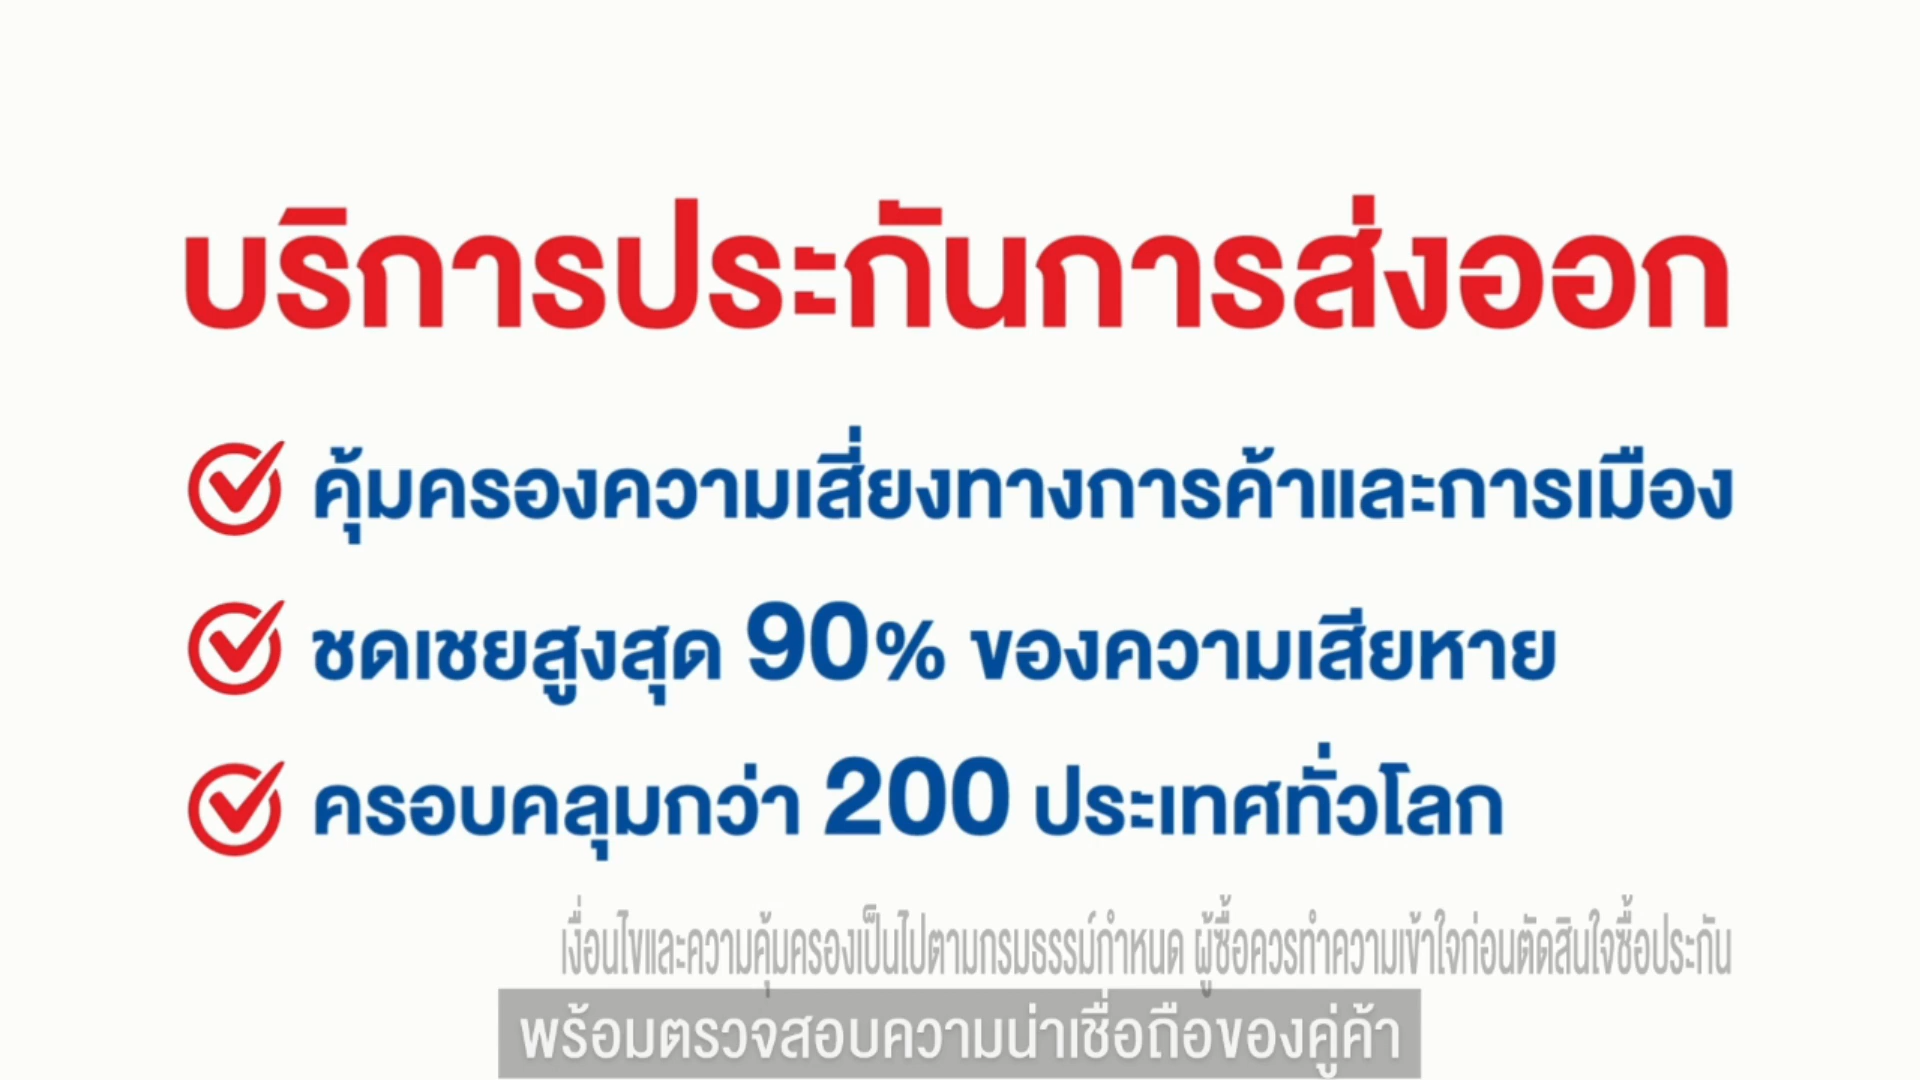 บริการประกันการส่งออก
คุ้มครองความเสี่ยงทางการค้าและการเมือง
ชดเชยสูงสุด 90% ของความเสียหาย
ครอบคลุมกว่า 200 ประเทศทั่วโลก
เงื่อนไขและความคุ้มครองเป็นไปตามกรมธรรม์กำหนด ผู้ซื้อควรทำความเข้าใจก่อนตัดสินใจซื้อประกัน
พร้อมตรวจสอบความน่าเชื่อถือของคู่ค้า